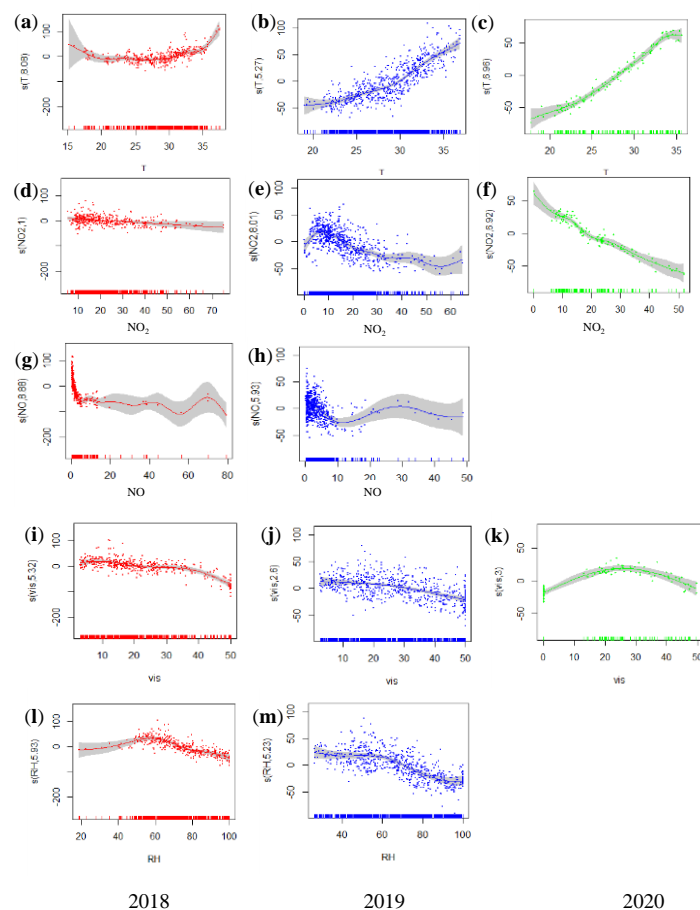 (a)
s(T,8.08)
100
0
-200
15 20 25 30 35
T
(b)
s(T,5.27)
100
50
0
-50
20 25 30 35
T
(c)
s(T,6.96)
50
0
-50
20 25 30 35
T
(d)
s(NO2,1)
100
0
-200
10 20 30 40 50 60 70
NO₂
(e)
s(NO2,8.01)
50
0
-50
0 10 20 30 40 50 60
NO₂
(f)
s(NO2,6.92)
50
0
-50
0 10 20 30 40 50
NO₂
(g)
s(NO,8.88)
100
0
-200
0 20 40 60 80
NO
(h)
s(NO,5.93)
100
50
0
-50
0 10 20 30 40 50
NO
(i)
s(vis,5.32)
100
0
-200
10 20 30 40 50
vis
(j)
s(vis,2.6)
100
50
0
-50
10 20 30 40 50
vis
(k)
s(vis,3)
50
0
-50
0 10 20 30 40 50
vis
(l)
s(RH,5.93)
100
0
-200
20 40 60 80 100
RH
(m)
s(RH,5.23)
100
50
0
-50
40 60 80 100
RH
2018
2019
2020